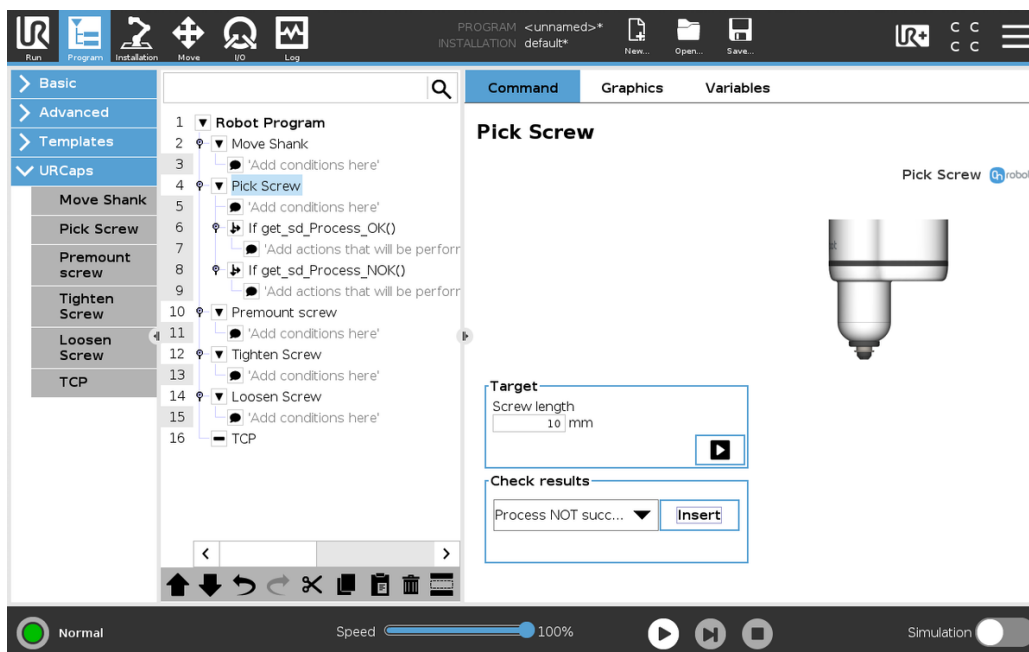 PROGRAM <unnamed>*
INSTALLATION default*
Run
Program
Installation
Move
I/O
Log
New...
Open...
Save...
UR+
C C
C C
Basic
Advanced
Templates
URCaps
Move Shank
Pick Screw
Premount
screw
Tighten
Screw
Loosen
Screw
TCP
1 Robot Program
2 Move Shank
3 'Add conditions here'
4 Pick Screw
5 'Add conditions here'
6 If get_sd_Process_OK()
7 'Add actions that will be perforr
8 If get_sd_Process_NOK()
9 'Add actions that will be perforr
10 Premount screw
11 'Add conditions here'
12 Tighten Screw
13 'Add conditions here'
14 Loosen Screw
15 'Add conditions here'
16 TCP
Command Graphics Variables
Pick Screw
Pick Screw On robot
Target
Screw length
10 mm
Check results
Process NOT succ...
Insert
Normal
Speed 100%
Simulation